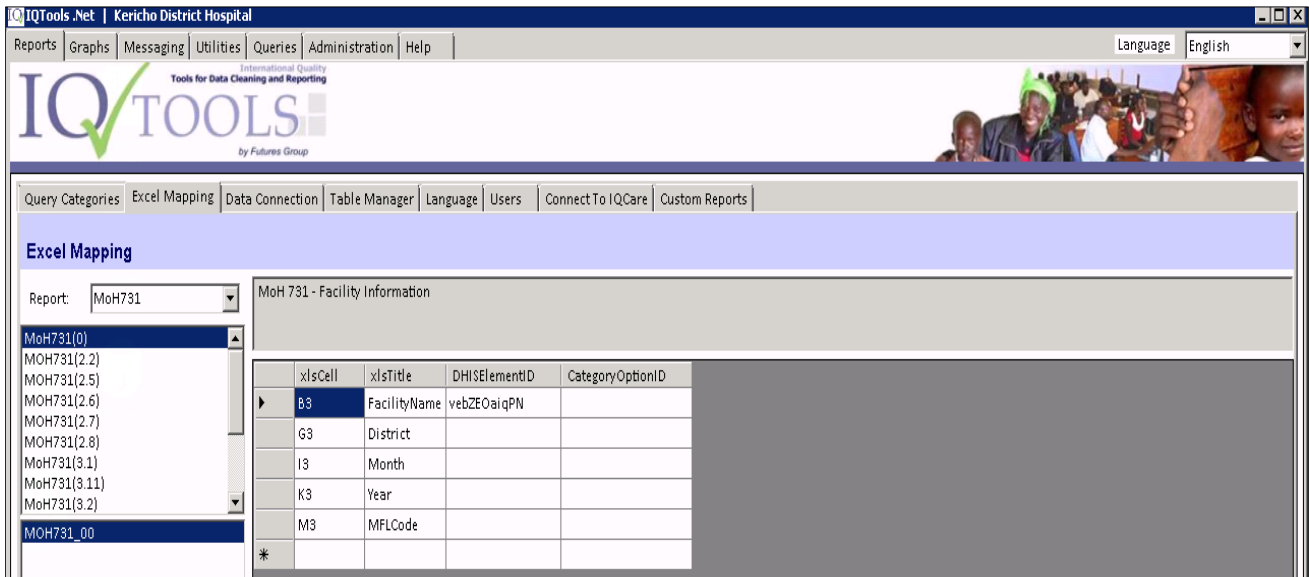 IQTools .Net | Kericho District Hospital
Reports Graphs Messaging Utilities Queries Administration Help Language English
International Quality
Tools for Data Cleaning and Reporting
IQTOOLS
by Futures Group
Query Categories Excel Mapping Data Connection Table Manager Language Users Connect To IQCare Custom Reports
Excel Mapping
Report: MoH731
MoH 731 - Facility Information
MoH731(0)
MOH731(2.2)
MOH731(2.5)
MOH731(2.6)
MOH731(2.7)
MOH731(2.8)
MoH731(3.1)
MoH731(3.11)
MoH731(3.2)
MOH731_00
xlsCell xlsTitle DHISElementID CategoryOptionID
B3 FacilityName vebZEOaiqPN
G3 District
I3 Month
K3 Year
M3 MFLCode